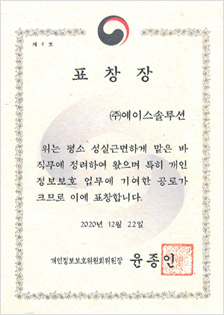 제 9 호
표 창 장
㈜에이스솔루션
위는 평소 성실근면하게 맡은 바
직무에 정려하여 왔으며 특히 개인
정보보호 업무에 기여한 공로가
크므로 이에 표창합니다.
2020년 12월 22일
개인정보보호위원회위원장 윤종인